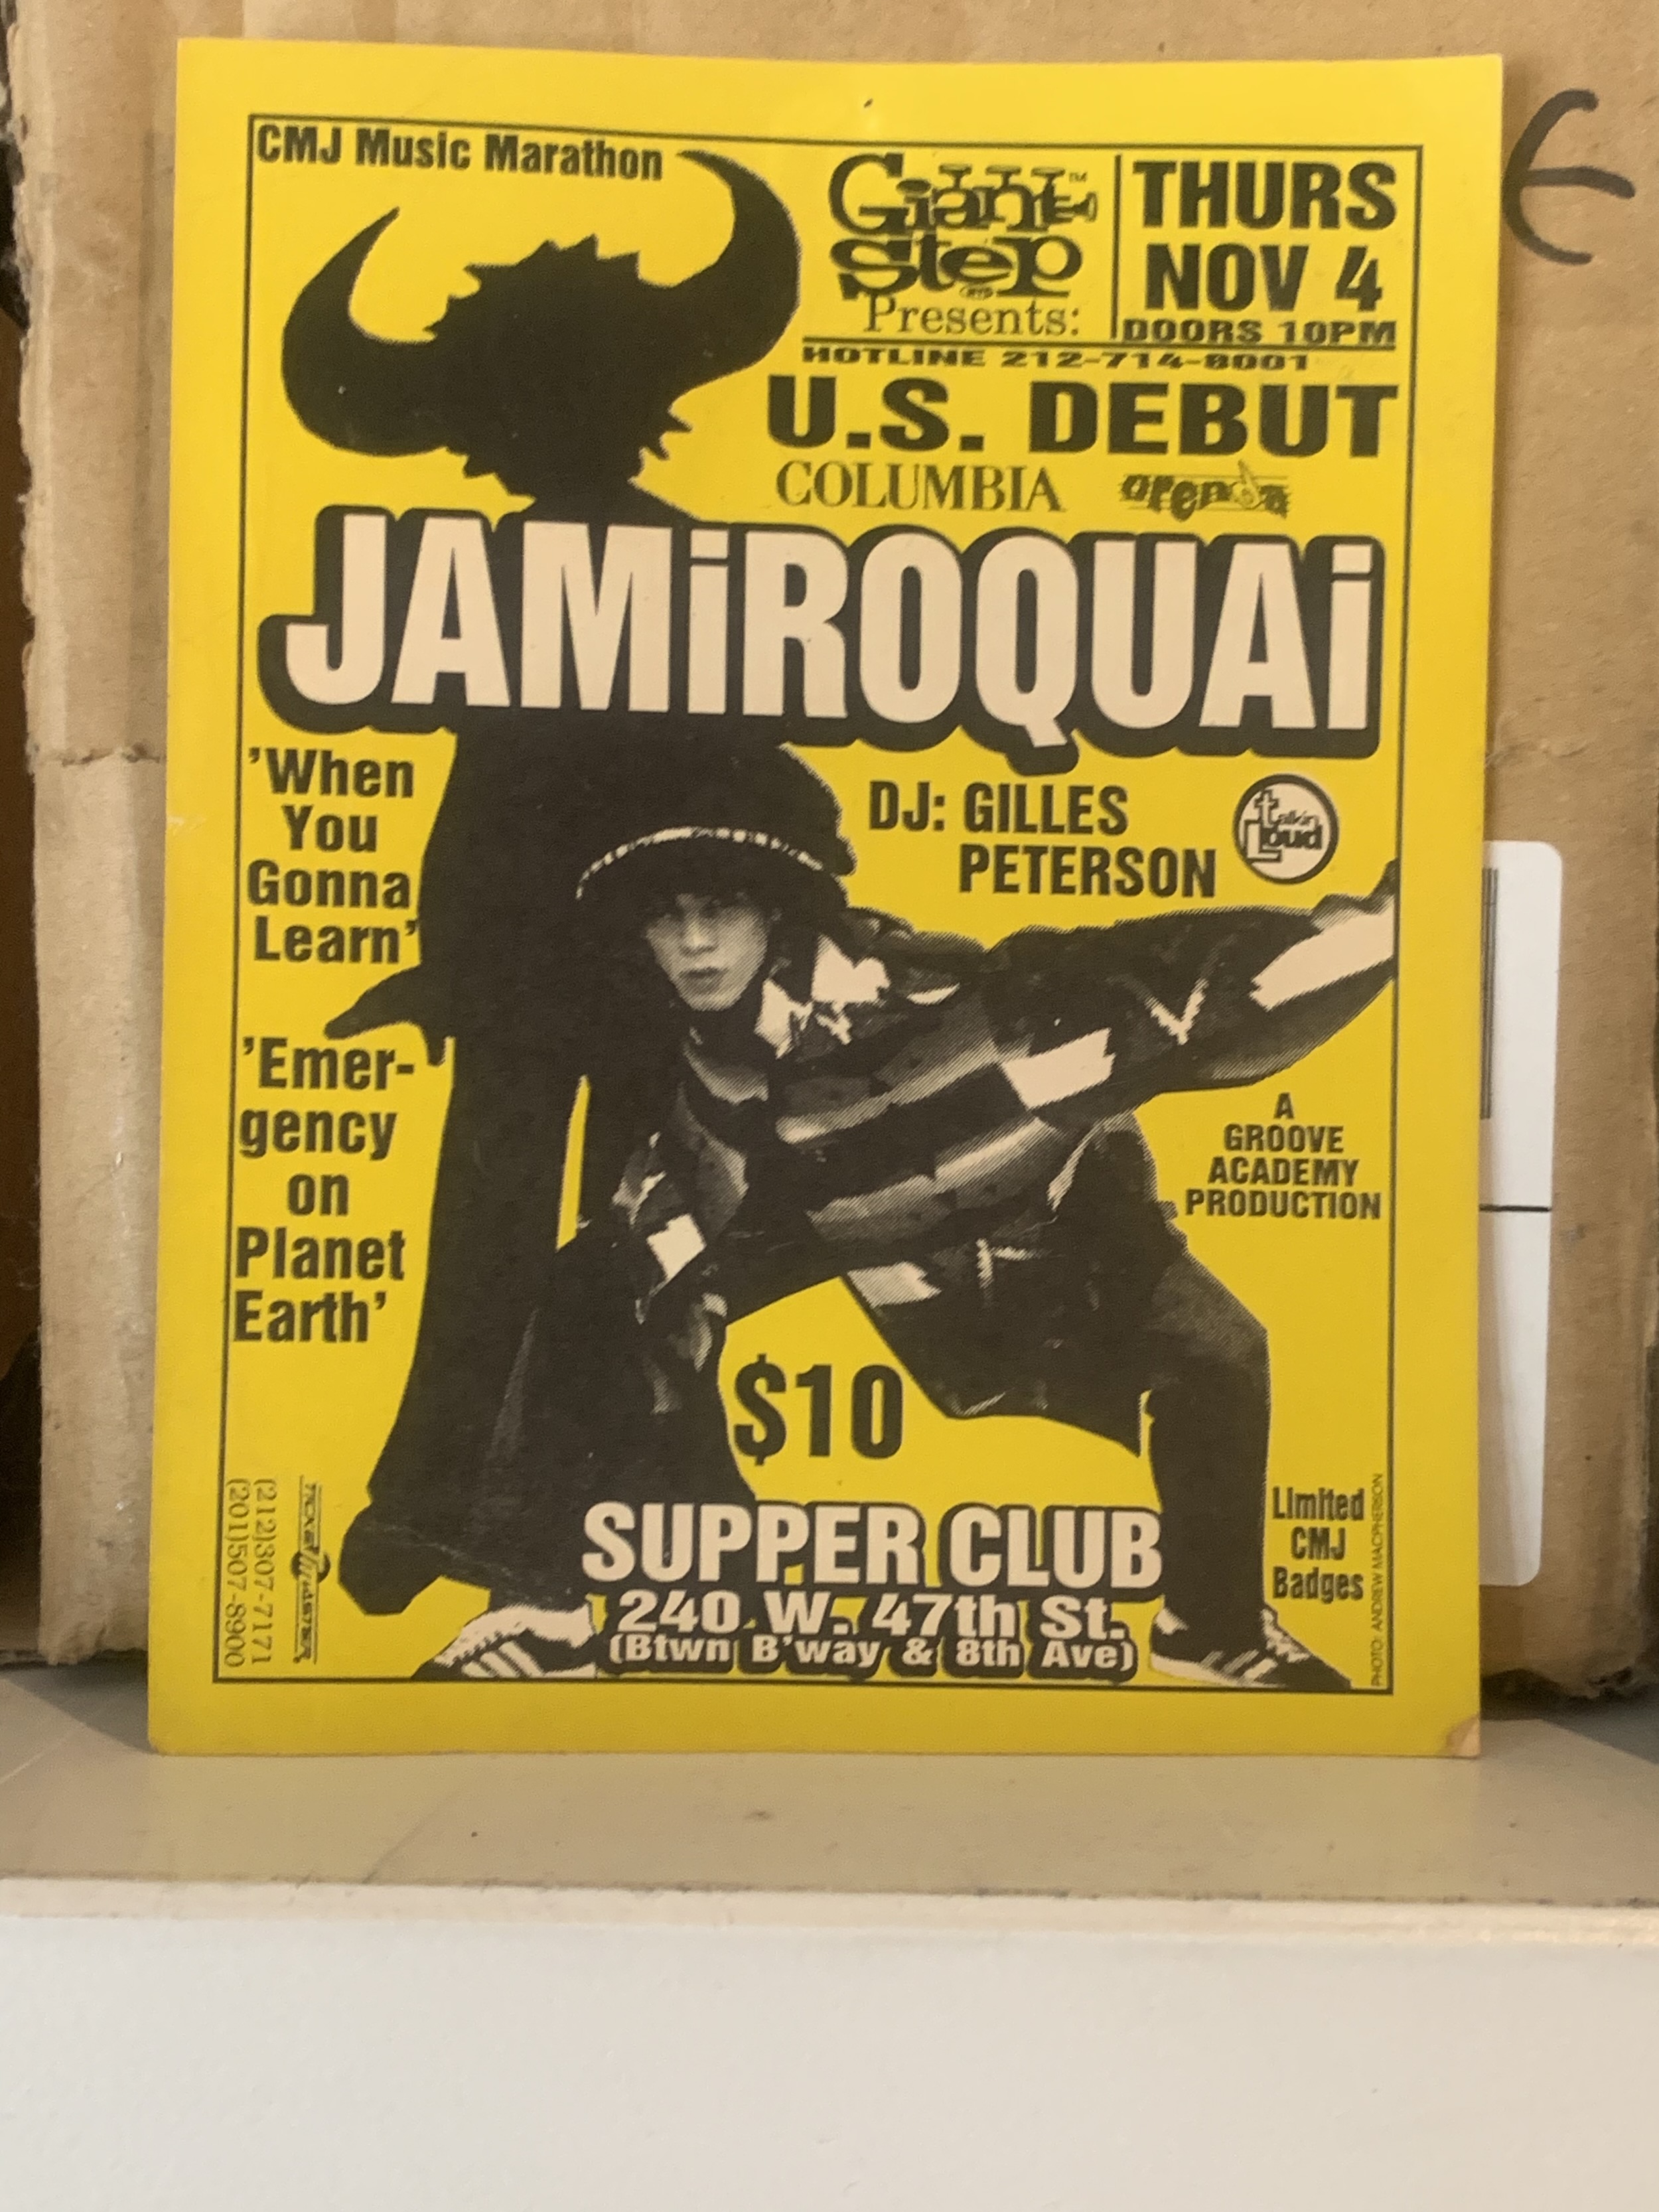 CMJ Music Marathon
Giant
Step
Presents:
THURS
NOV 4
DOORS 10PM
HOTLINE 212-714-8001
U.S. DEBUT
COLUMBIA
JAMiROQUAi
'When
You
Gonna
Learn'
DJ: GILLES
PETERSON
talkin
Loud
'Emer-
gency
on
Planet
Earth'
A
GROOVE
ACADEMY
PRODUCTION
$10
SUPPER CLUB
240 W. 47th St.
(Btwn B'way & 8th Ave)
Limited
CMJ
Badges
PHOTO: ANDREW MACPHERSON
TICKETMASTER
(212)307-7171
(201)507-8900
E